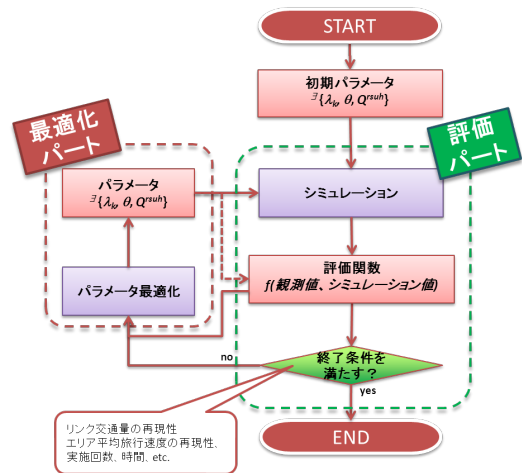 START
初期パラメータ
∃{λk, θ, Qrsuh}
最適化
パート
評価
パート
パラメータ
∃{λk, θ, Qrsuh}
シミュレーション
パラメータ最適化
評価関数
f(観測値、シミュレーション値)
終了条件を
満たす？
no
yes
リンク交通量の再現性
エリア平均旅行速度の再現性、
実施回数、時間、etc.
END